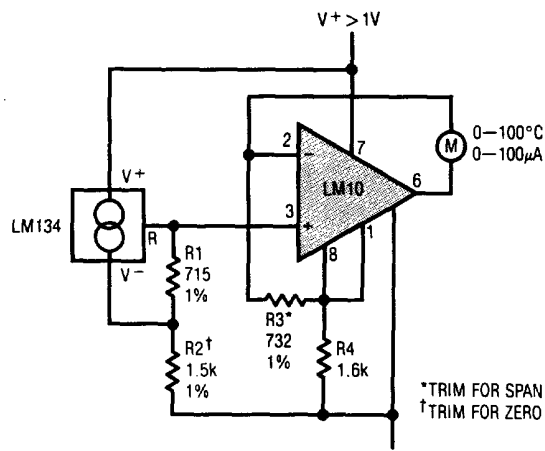 V+ > 1V
2
7
0–100°C
0–100μA
M
LM10
6
V+
LM134
R
3
1
8
V−
R1
715
1%
R3*
732
1%
R2†
1.5k
1%
R4
1.6k
*TRIM FOR SPAN
†TRIM FOR ZERO